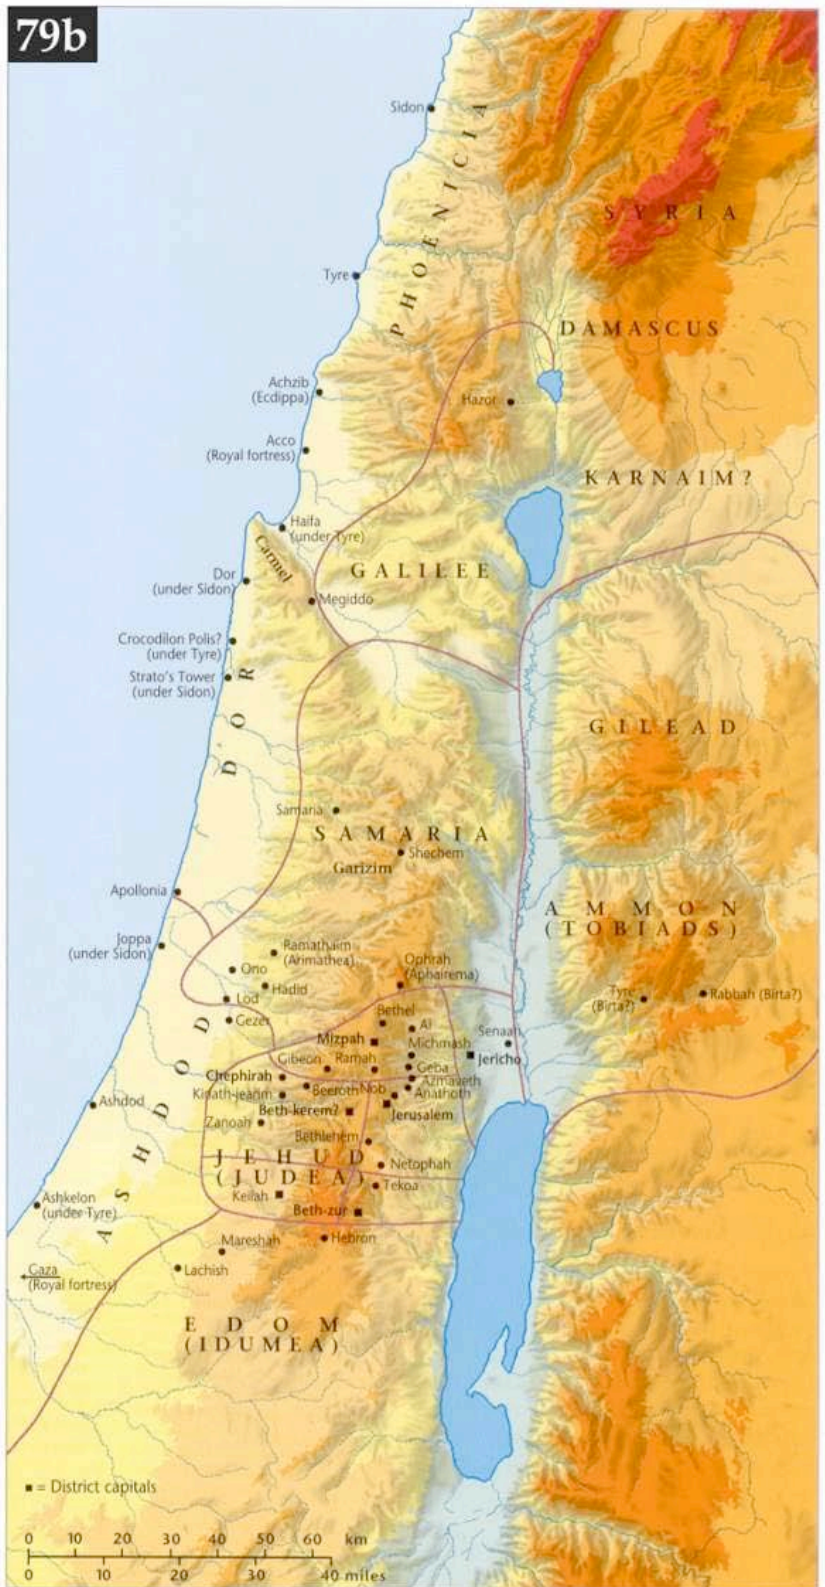 79b
Sidon
PHOENICIA
SYRIA
Tyre
DAMASCUS
Achzib
(Ecdippa)
Hazor
Acco
(Royal fortress)
KARNAIM?
Haifa
(under Tyre)
Carmel
GALILEE
Dor
(under Sidon)
Megiddo
Crocodilon Polis?
(under Tyre)
Strato's Tower
(under Sidon)
DOR
GILEAD
Samaria
SAMARIA
Shechem
Garizim
Apollonia
AMMON
(TOBIADS)
Joppa
(under Sidon)
Ramathaim
(Arimathea)
Ono
Ophrah
(Aphairema)
Hadid
Tyre
(Birta?)
Rabbah (Birta?)
Lod
Gezer
Bethel
Ai
Senaah
Mizpah
Michmash
Jericho
Gibeon
Ramah
Geba
Chephirah
Azmaveth
Kiriath-jearim
Beeroth
Nob
Anathoth
Ashdod
Beth-kerem?
Jerusalem
Zanoah
ASHDOD
Bethlehem
JEHUD
(JUDEA)
Netophah
Tekoa
Keilah
Ashkelon
(under Tyre)
Beth-zur
Mareshah
Hebron
Gaza
(Royal fortress)
Lachish
EDOM
(IDUMEA)
■ = District capitals
0 10 20 30 40 50 60 km
0 10 20 30 40 miles